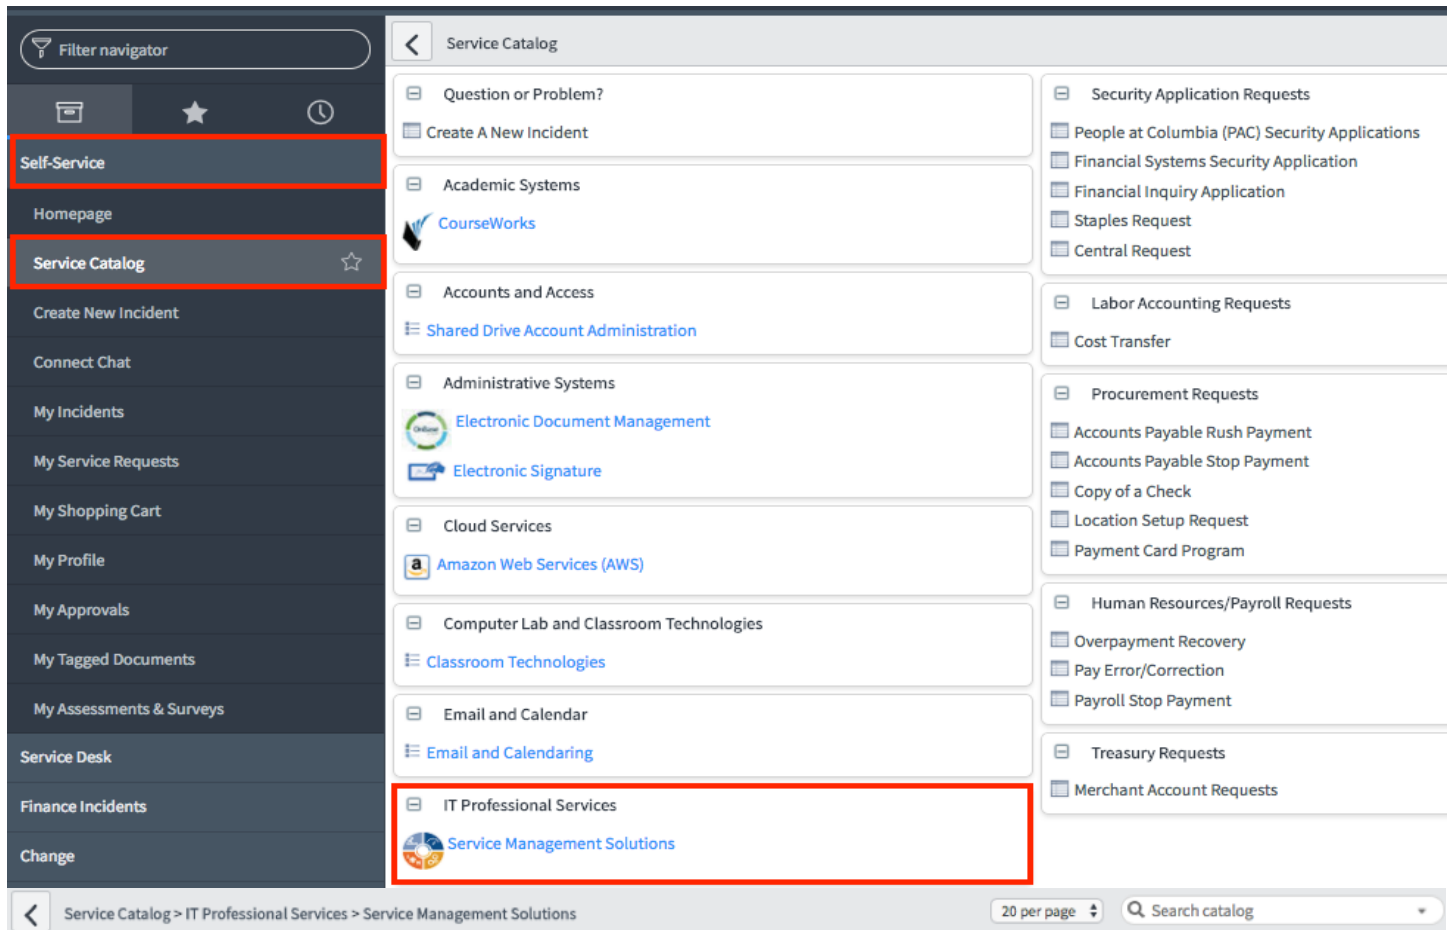 Filter navigator
Self-Service
Homepage
Service Catalog
Create New Incident
Connect Chat
My Incidents
My Service Requests
My Shopping Cart
My Profile
My Approvals
My Tagged Documents
My Assessments & Surveys
Service Desk
Finance Incidents
Change
Service Catalog
Question or Problem?
Create A New Incident
Academic Systems
CourseWorks
Accounts and Access
Shared Drive Account Administration
Administrative Systems
OnBase
Electronic Document Management
Electronic Signature
Cloud Services
a
Amazon Web Services (AWS)
Computer Lab and Classroom Technologies
Classroom Technologies
Email and Calendar
Email and Calendaring
IT Professional Services
Service Management Solutions
Security Application Requests
People at Columbia (PAC) Security Applications
Financial Systems Security Application
Financial Inquiry Application
Staples Request
Central Request
Labor Accounting Requests
Cost Transfer
Procurement Requests
Accounts Payable Rush Payment
Accounts Payable Stop Payment
Copy of a Check
Location Setup Request
Payment Card Program
Human Resources/Payroll Requests
Overpayment Recovery
Pay Error/Correction
Payroll Stop Payment
Treasury Requests
Merchant Account Requests
Service Catalog > IT Professional Services > Service Management Solutions
20 per page
Search catalog